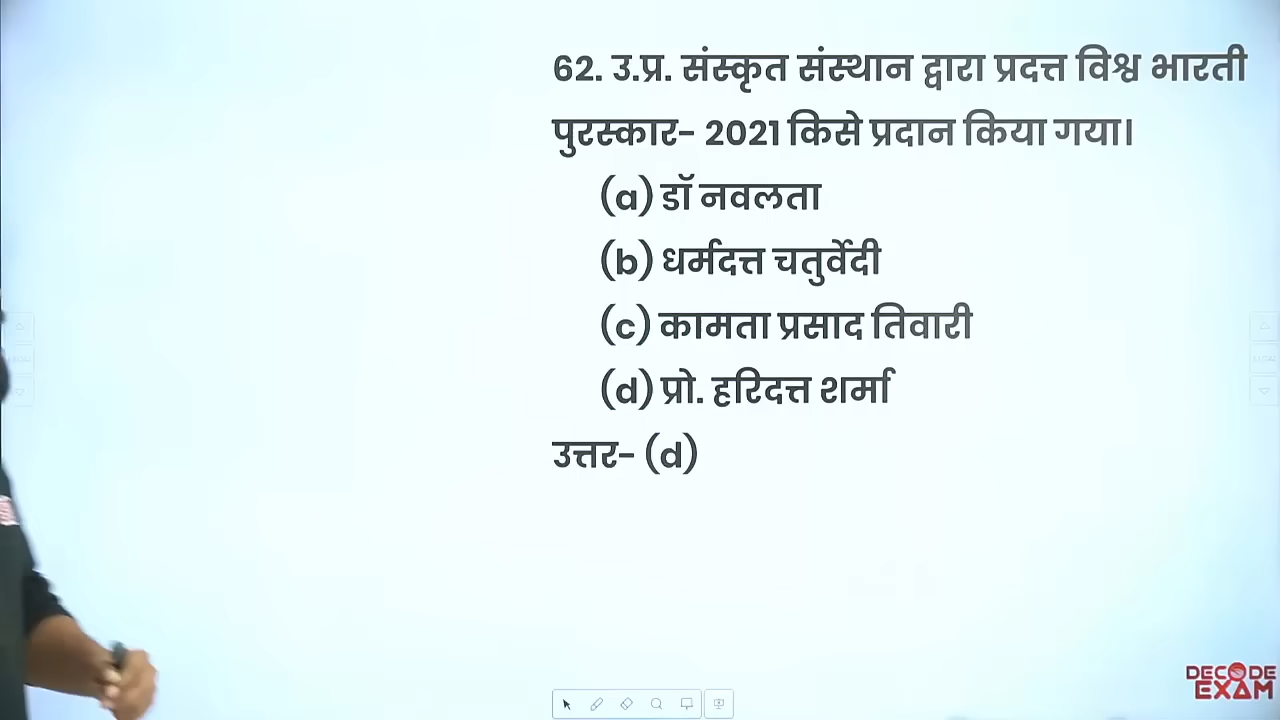 62. उ.प्र. संस्कृत संस्थान द्वारा प्रदत्त विश्व भारती
पुरस्कार- 2021 किसे प्रदान किया गया।
(a) डॉ नवलता
(b) धर्मदत्त चतुर्वेदी
(c) कामता प्रसाद तिवारी
(d) प्रो. हरिदत्त शर्मा
उत्तर- (d)
DECODE
EXAM